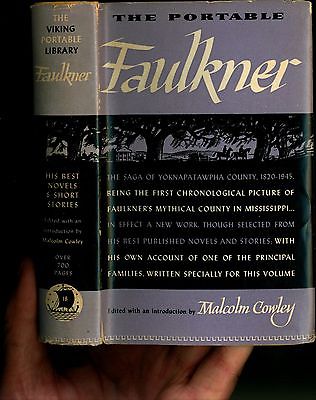 THE
VIKING
PORTABLE
LIBRARY
Faulkner
HIS BEST
NOVELS
& SHORT
STORIES
Edited with an
introduction by
Malcolm Cowley
OVER
700
PAGES
18
THE PORTABLE
Faulkner
THE SAGA OF YOKNAPATAWPHA COUNTY, 1820-1945,
BEING THE FIRST CHRONOLOGICAL PICTURE OF
FAULKNER'S MYTHICAL COUNTY IN MISSISSIPPI...
IN EFFECT A NEW WORK, THOUGH SELECTED FROM
HIS BEST PUBLISHED NOVELS AND STORIES; WITH
HIS OWN ACCOUNT OF ONE OF THE PRINCIPAL
FAMILIES, WRITTEN SPECIALLY FOR THIS VOLUME
Edited with an introduction by Malcolm Cowley